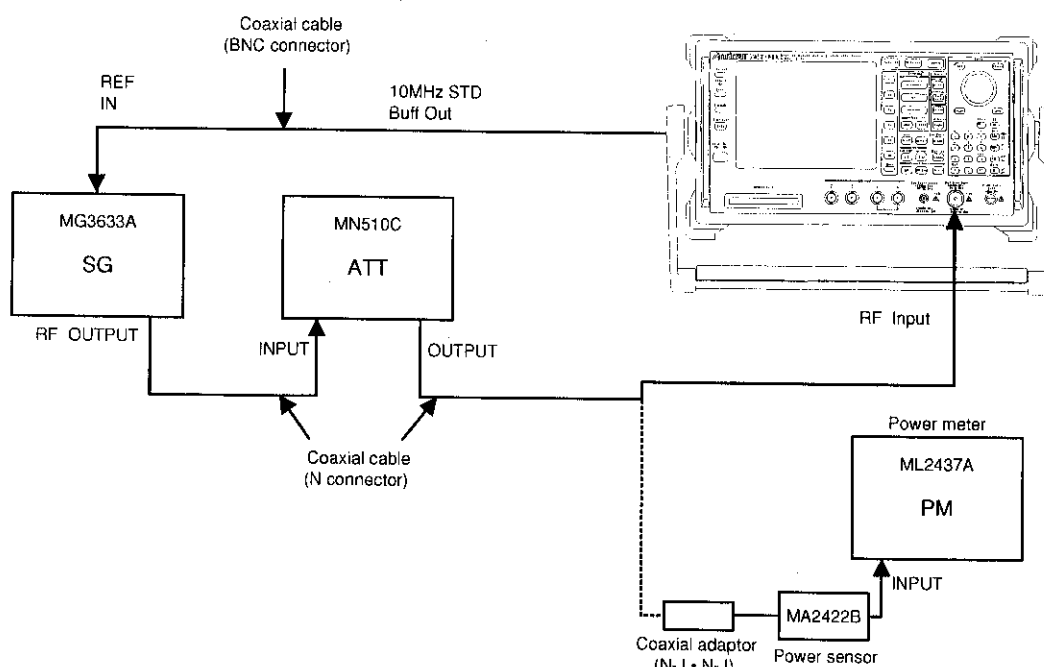 Coaxial cable
(BNC connector)
REF
IN
10MHz STD
Buff Out
MG3633A
SG
MN510C
ATT
RF OUTPUT
INPUT
OUTPUT
RF Input
Coaxial cable
(N connector)
Power meter
ML2437A
PM
INPUT
MA2422B
Coaxial adaptor
(N-J • N-J)
Power sensor